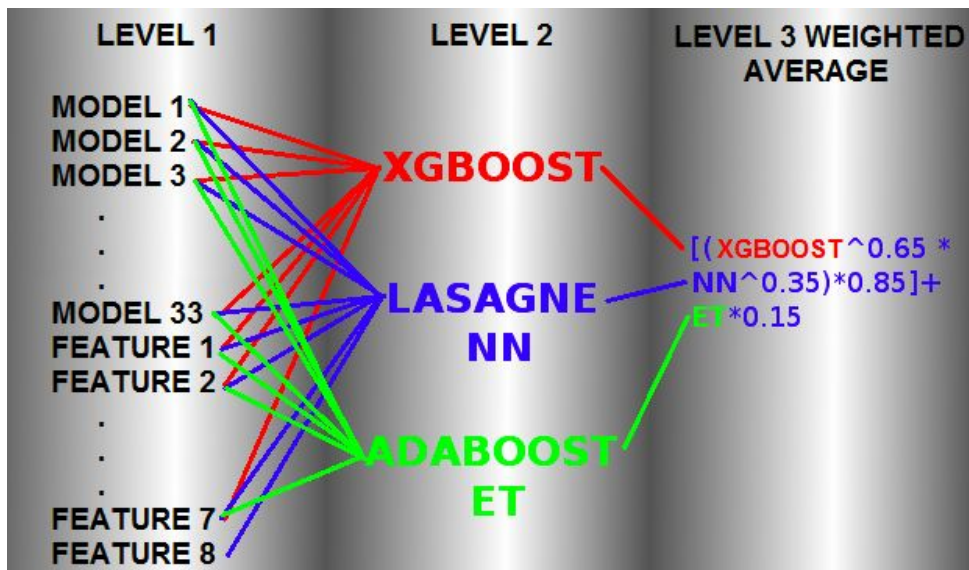 LEVEL 1
MODEL 1
MODEL 2
MODEL 3
.
.
.
MODEL 33
FEATURE 1
FEATURE 2
.
.
.
FEATURE 7
FEATURE 8
LEVEL 2
XGBOOST
LASAGNE
NN
ADABOOST
ET
LEVEL 3 WEIGHTED
AVERAGE
[(XGBOOST^0.65 *
NN^0.35)*0.85]+
ET*0.15